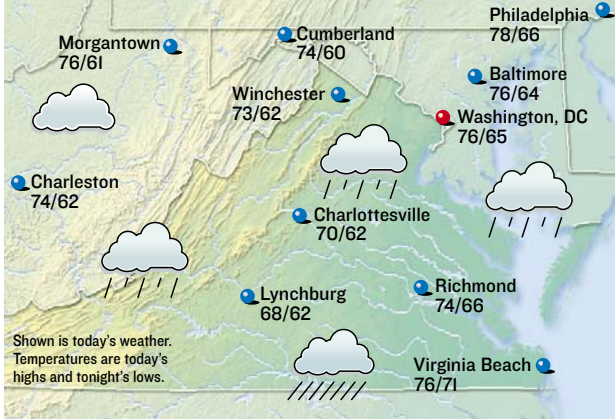 Philadelphia
78/66
Cumberland
74/60
Morgantown
76/61
Baltimore
76/64
Winchester
73/62
Washington, DC
76/65
Charleston
74/62
Charlottesville
70/62
Richmond
74/66
Lynchburg
68/62
Shown is today's weather.
Temperatures are today's
highs and tonight's lows.
Virginia Beach
76/71